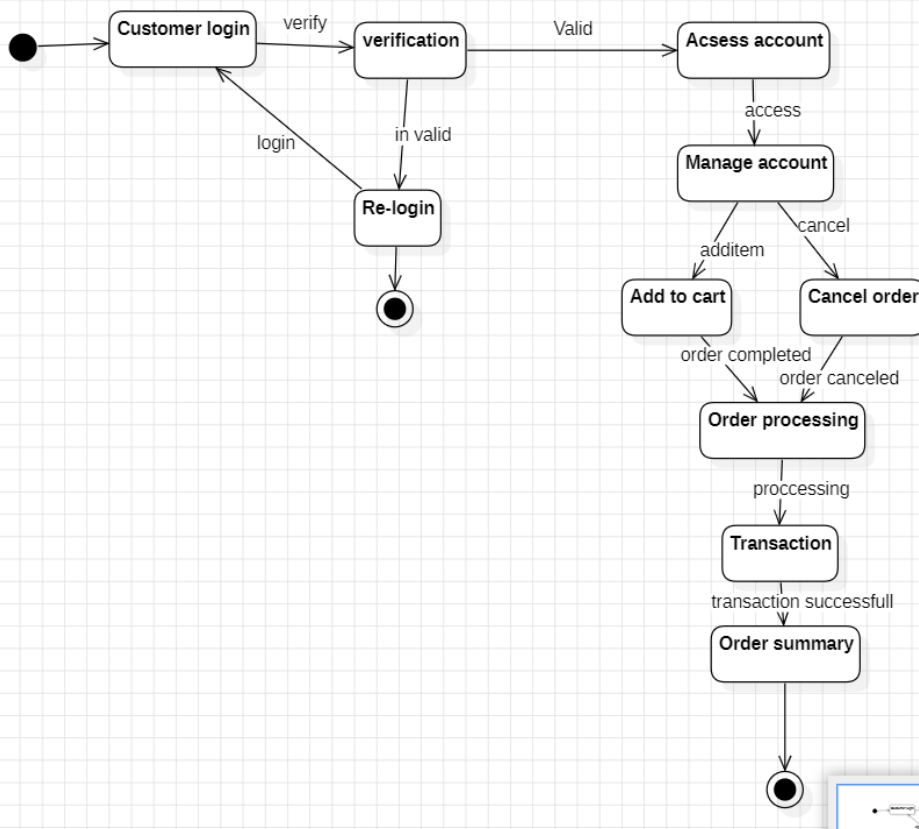 Customer login
verify
verification
Valid
Acsess account
access
in valid
login
Manage account
Re-login
cancel
additem
Add to cart
Cancel order
order completed
order canceled
Order processing
proccessing
Transaction
transaction successfull
Order summary